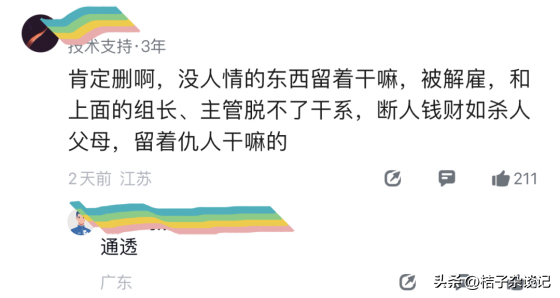 技术支持·3年
肯定删啊，没人情的东西留着干嘛，被解雇，和
上面的组长、主管脱不了干系，断人钱财如杀人
父母，留着仇人干嘛的
2天前 江苏
211
通透
广东
头条 @桔子杂谈记